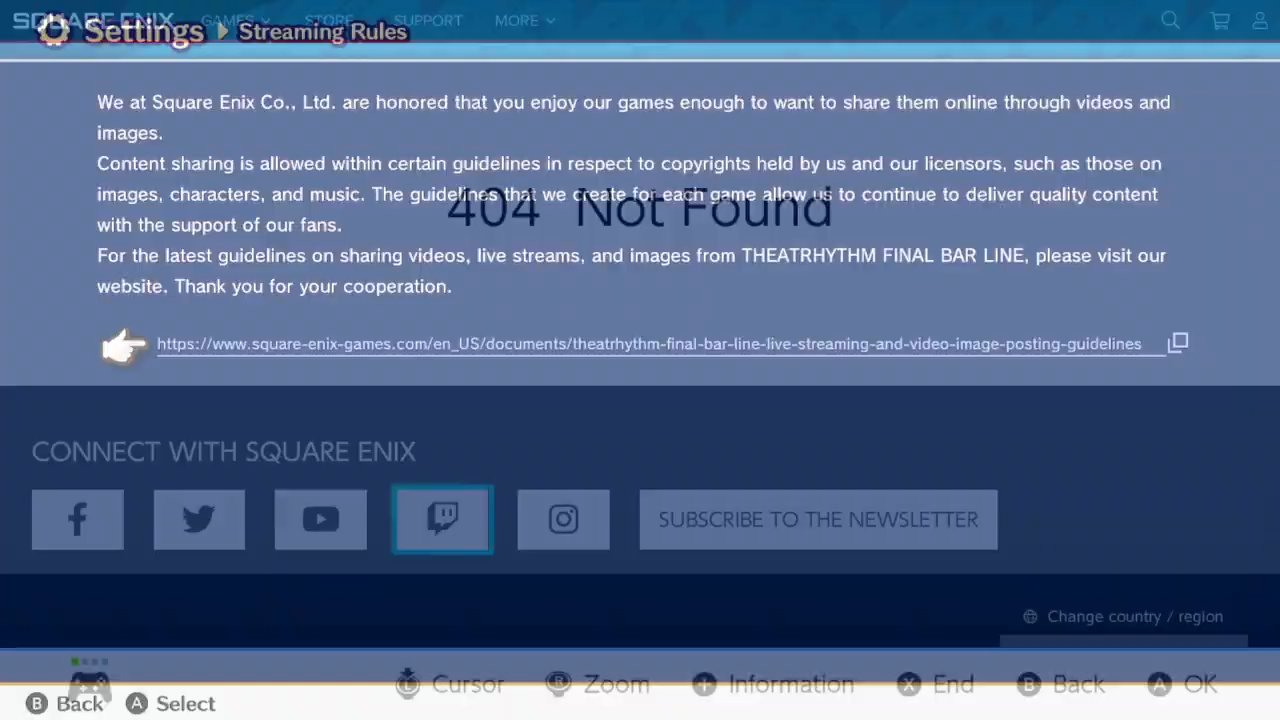 SQUARE ENIX GAMES STORE SUPPORT MORE
Settings Streaming Rules
We at Square Enix Co., Ltd. are honored that you enjoy our games enough to want to share them online through videos and
images.
Content sharing is allowed within certain guidelines in respect to copyrights held by us and our licensors, such as those on
images, characters, and music. The guidelines that we create for each game allow us to continue to deliver quality content
404 Not Found
with the support of our fans.
For the latest guidelines on sharing videos, live streams, and images from THEATRHYTHM FINAL BAR LINE, please visit our
website. Thank you for your cooperation.
https://www.square-enix-games.com/en_US/documents/theatrhythm-final-bar-line-live-streaming-and-video-image-posting-guidelines
CONNECT WITH SQUARE ENIX
SUBSCRIBE TO THE NEWSLETTER
Change country / region
L Cursor R Zoom + Information X End B Back A OK
B Back A Select